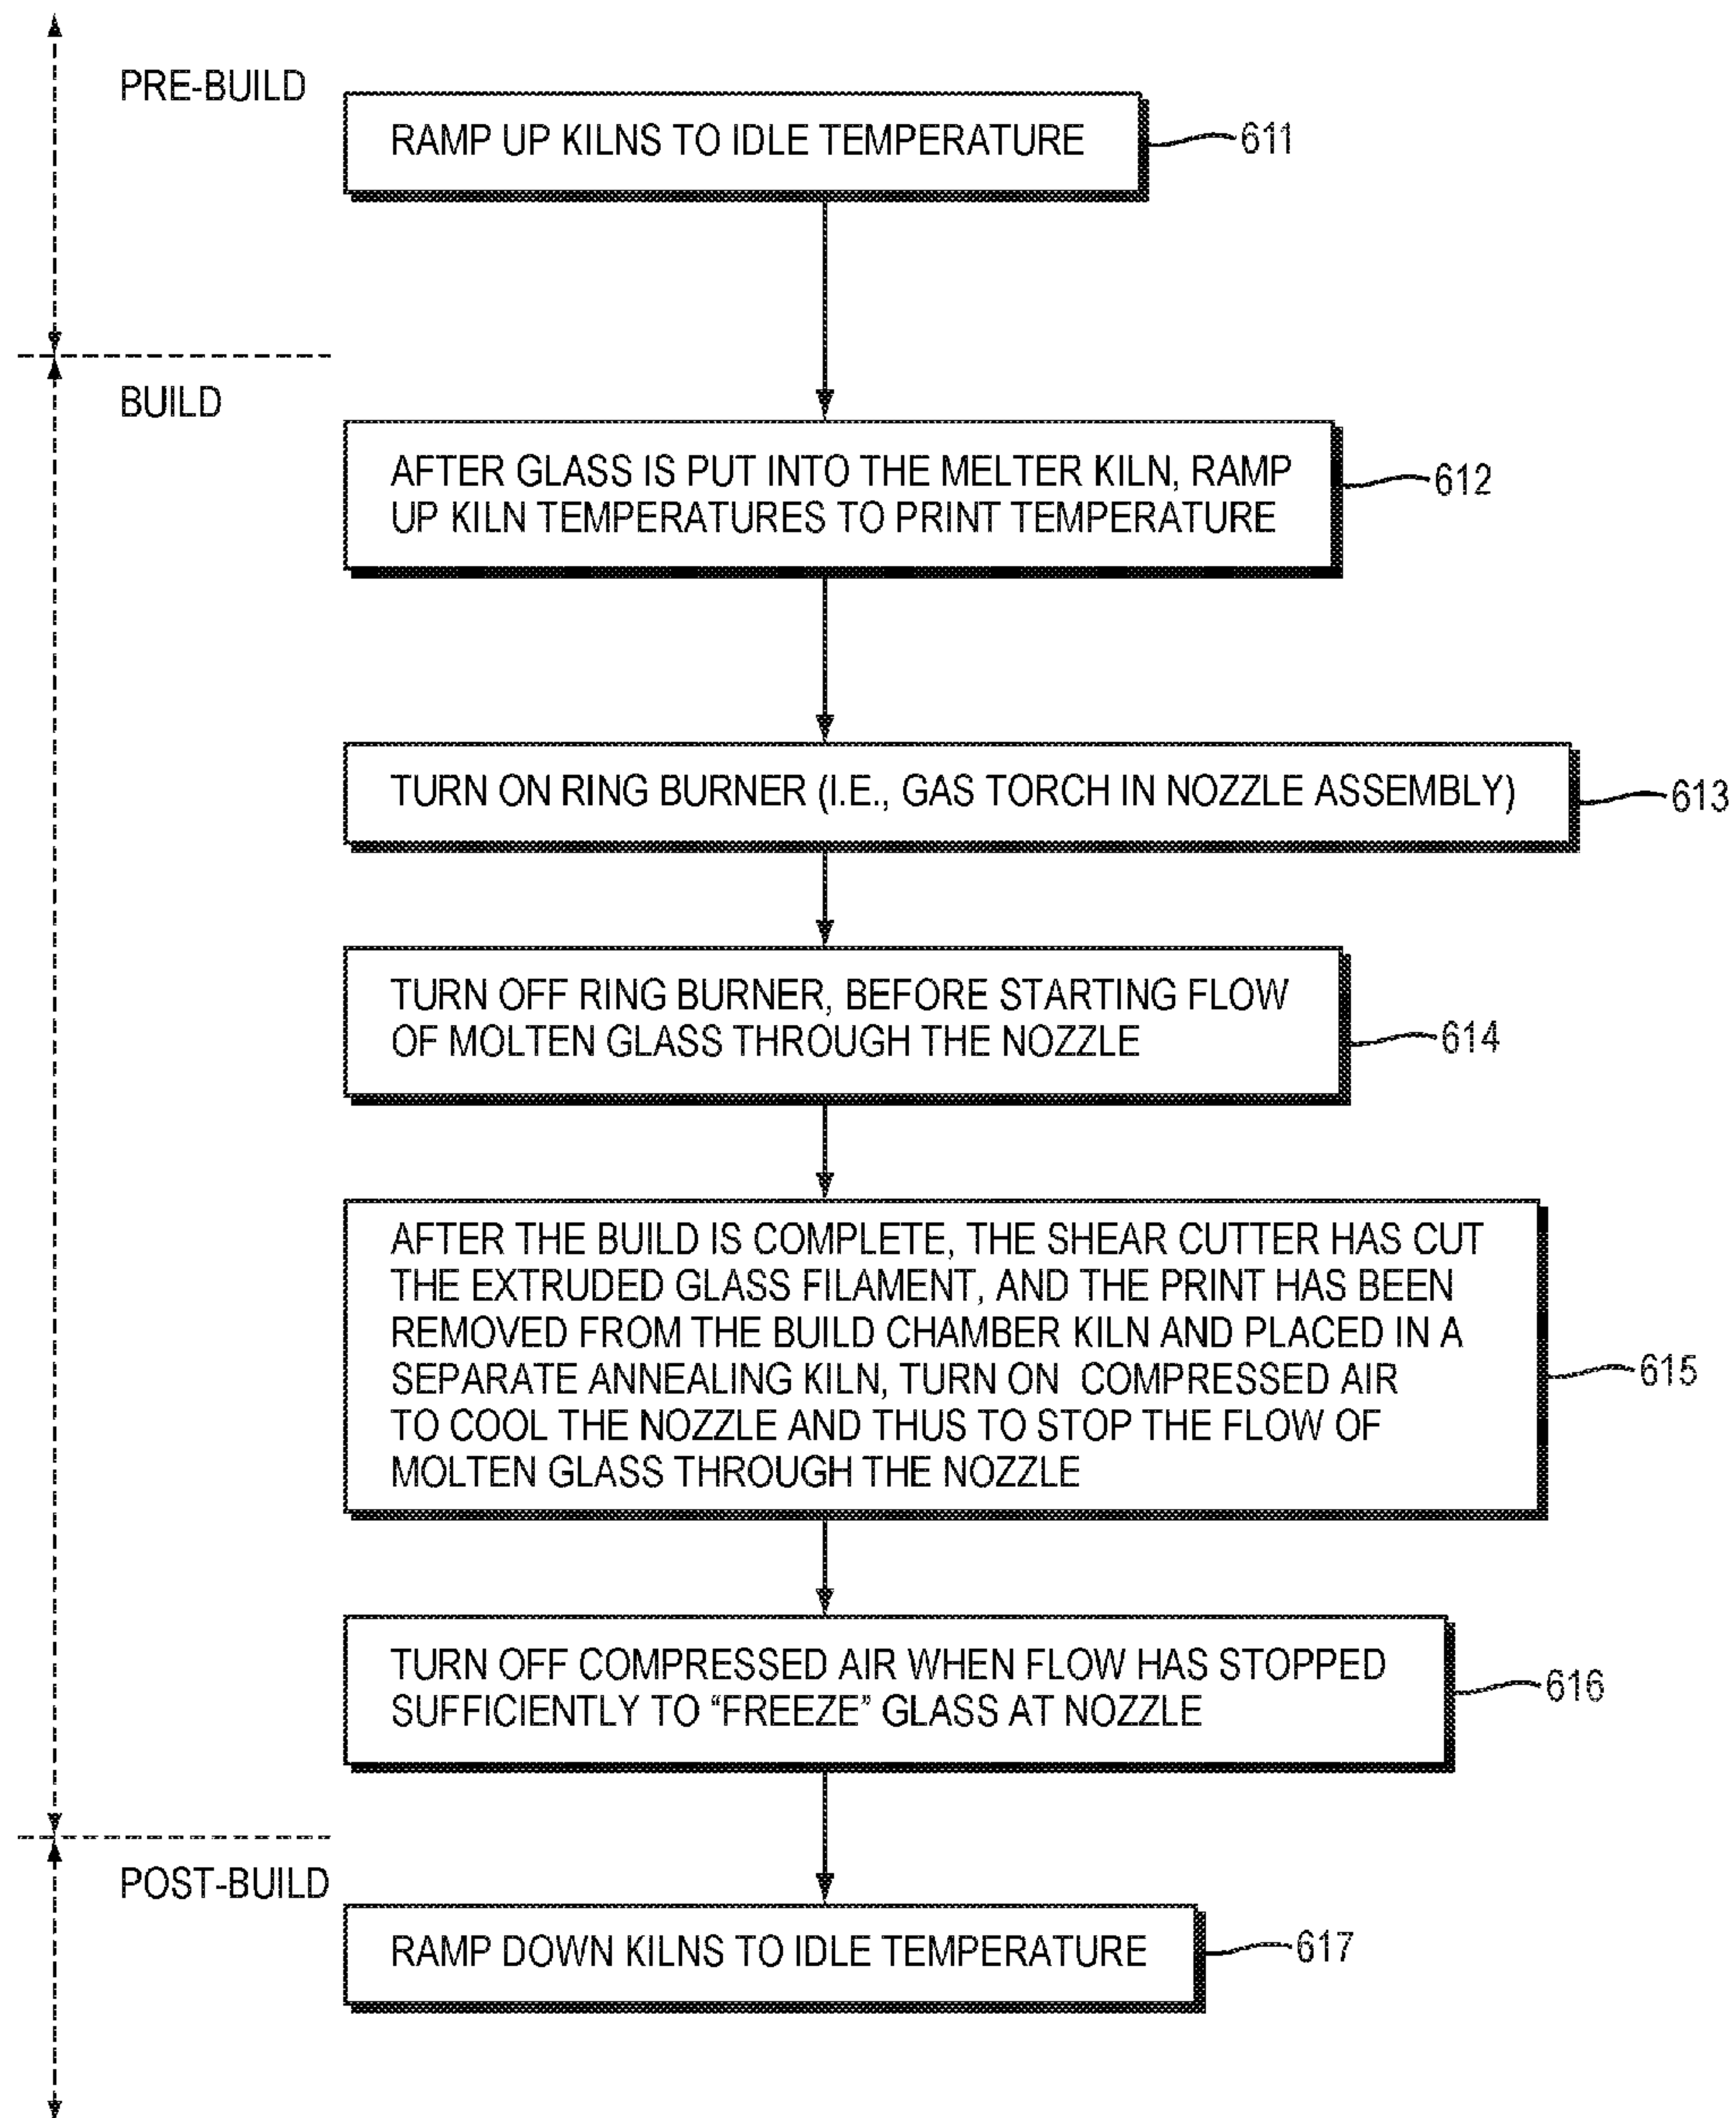 PRE-BUILD
RAMP UP KILNS TO IDLE TEMPERATURE
611
BUILD
AFTER GLASS IS PUT INTO THE MELTER KILN, RAMP
UP KILN TEMPERATURES TO PRINT TEMPERATURE
612
TURN ON RING BURNER (I.E., GAS TORCH IN NOZZLE ASSEMBLY)
613
TURN OFF RING BURNER, BEFORE STARTING FLOW
OF MOLTEN GLASS THROUGH THE NOZZLE
614
AFTER THE BUILD IS COMPLETE, THE SHEAR CUTTER HAS CUT
THE EXTRUDED GLASS FILAMENT, AND THE PRINT HAS BEEN
REMOVED FROM THE BUILD CHAMBER KILN AND PLACED IN A
SEPARATE ANNEALING KILN, TURN ON COMPRESSED AIR
TO COOL THE NOZZLE AND THUS TO STOP THE FLOW OF
MOLTEN GLASS THROUGH THE NOZZLE
615
TURN OFF COMPRESSED AIR WHEN FLOW HAS STOPPED
SUFFICIENTLY TO “FREEZE” GLASS AT NOZZLE
616
POST-BUILD
RAMP DOWN KILNS TO IDLE TEMPERATURE
617